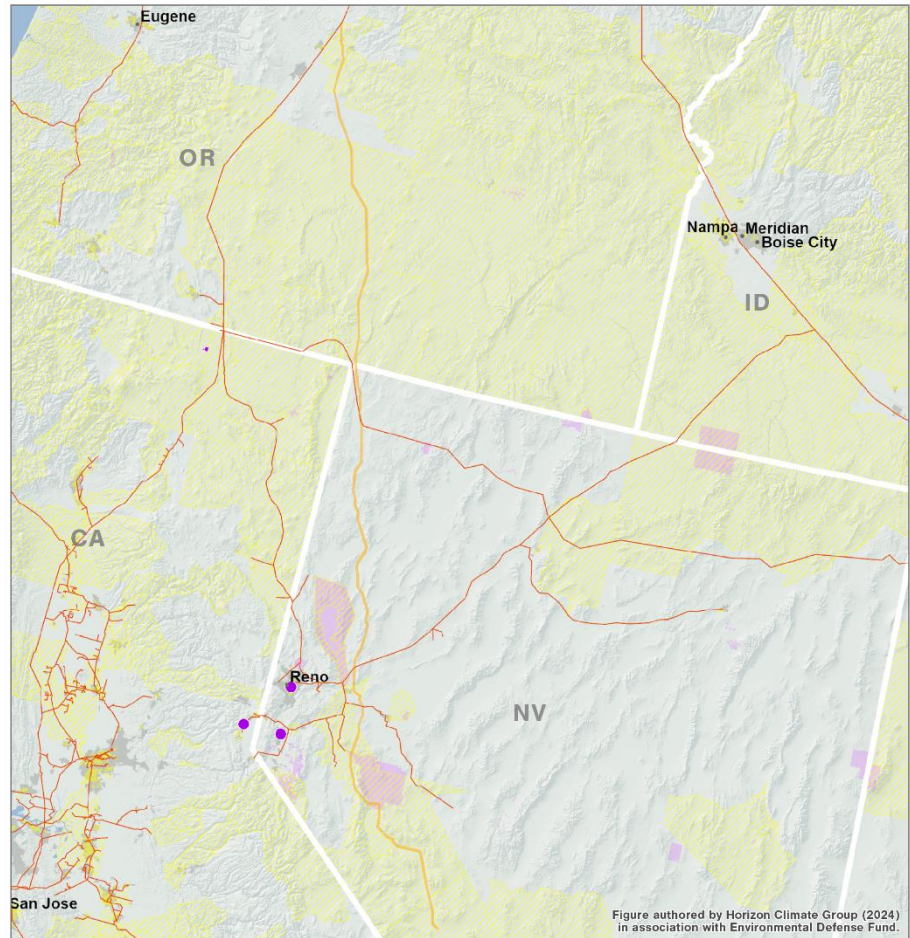 Eugene
OR
Nampa Meridian
Boise City
ID
CA
Reno
NV
San Jose
Figure authored by Horizon Climate Group (2024)
in association with Environmental Defense Fund.